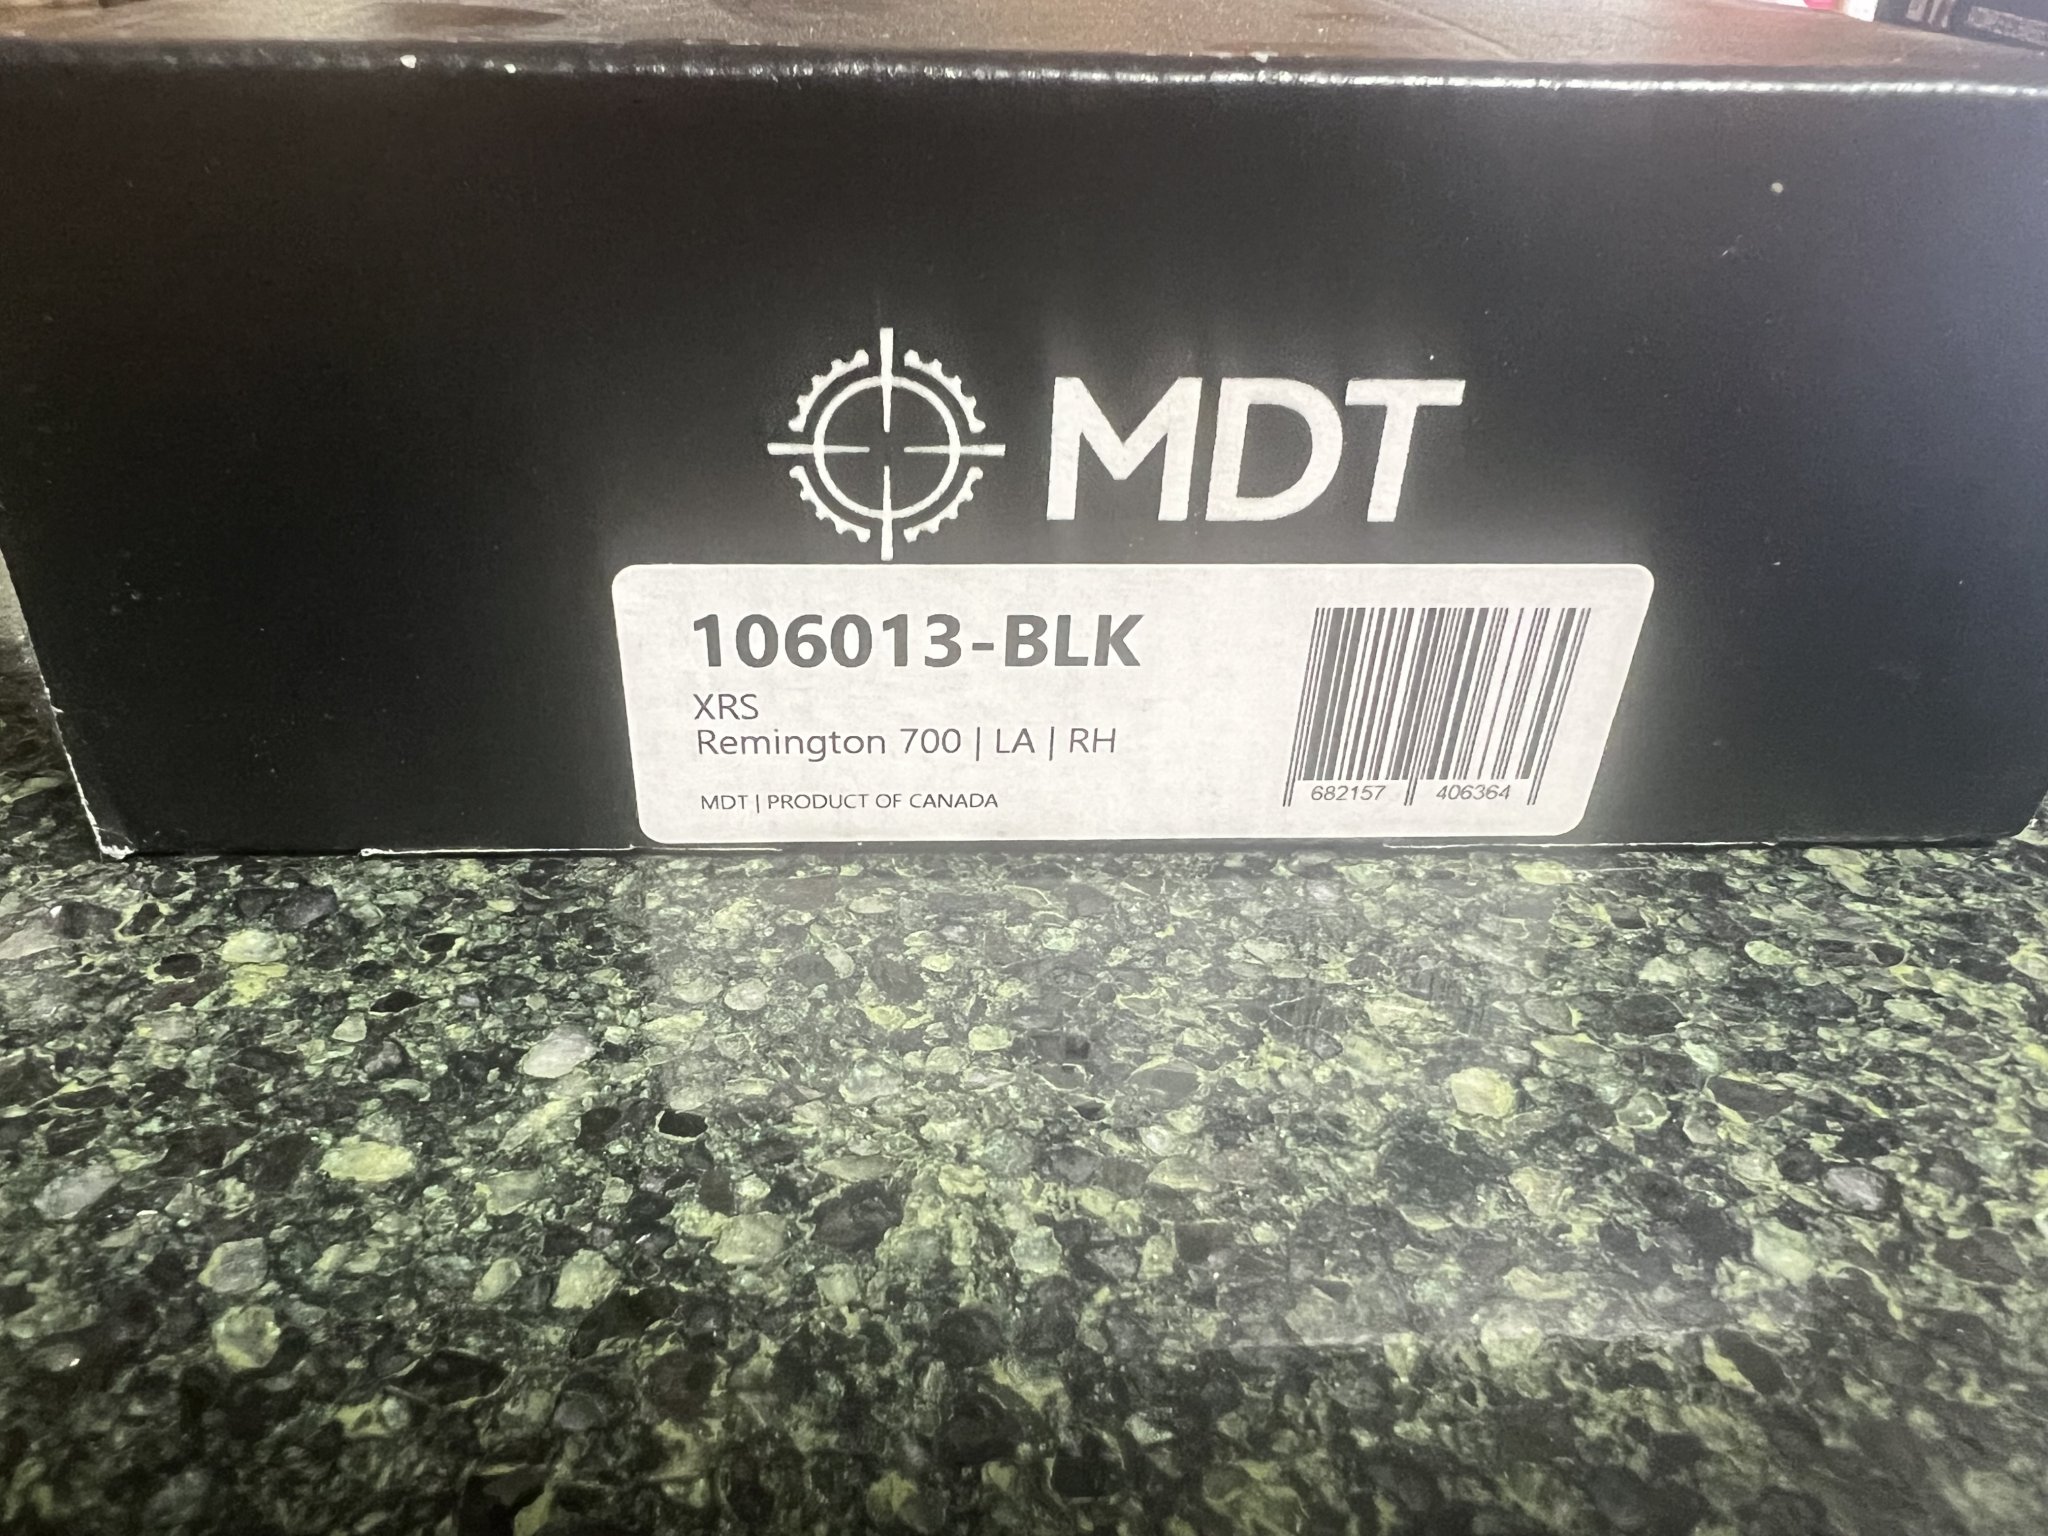 MDT
106013-BLK
XRS
Remington 700 | LA | RH
MDT | PRODUCT OF CANADA
682157 406364